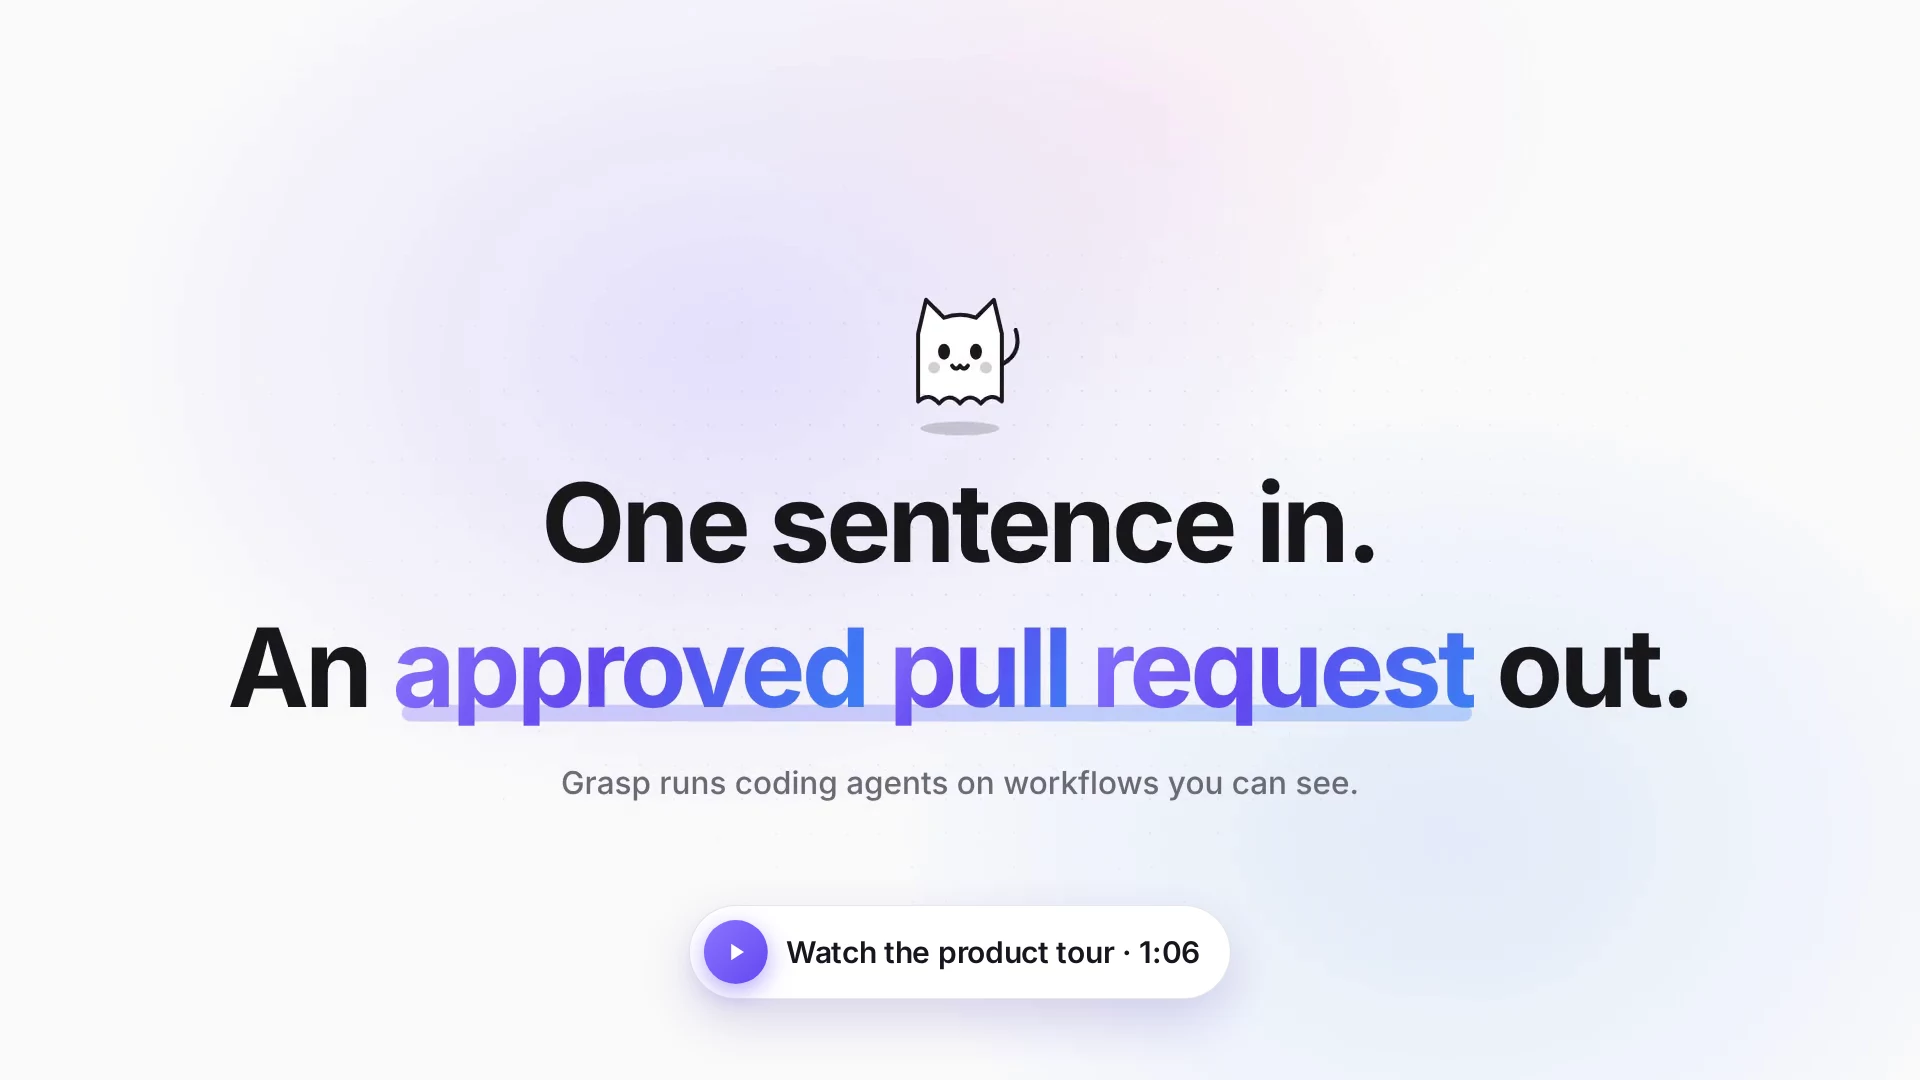 One sentence in.
An approved pull request out.
Grasp runs coding agents on workflows you can see.
Watch the product tour · 1:06